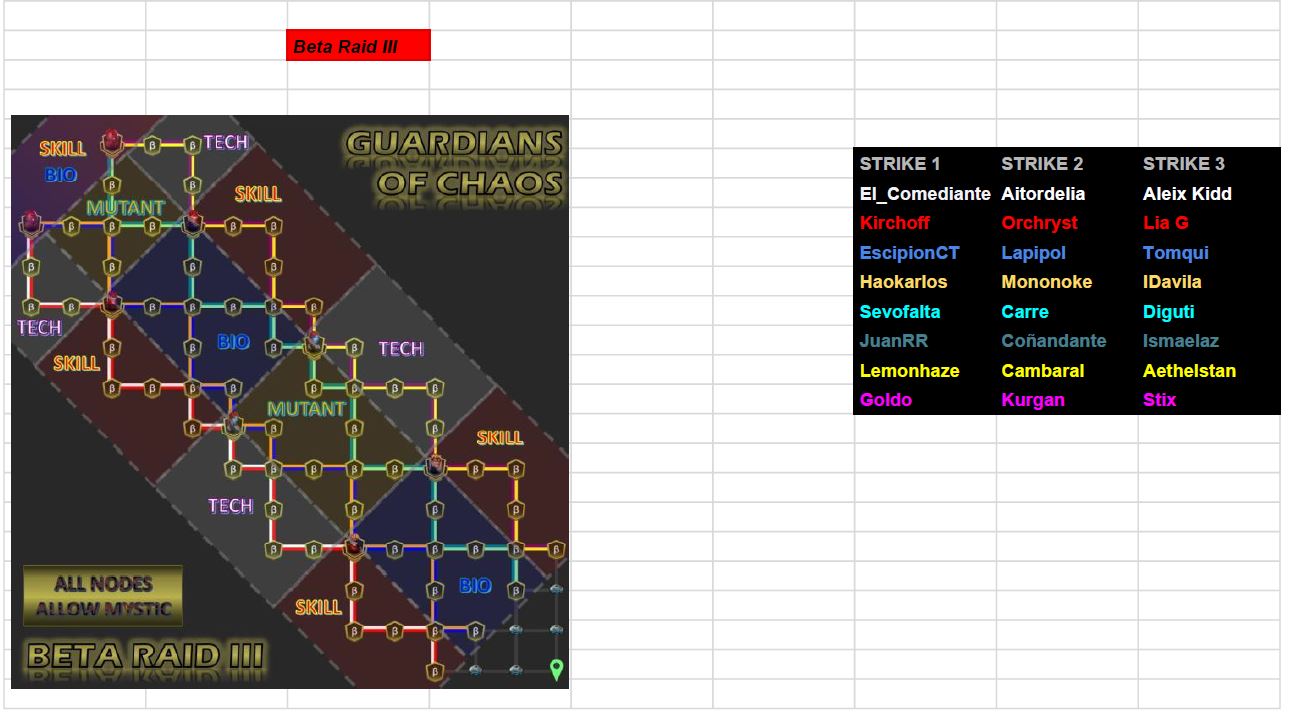 Beta Raid III
GUARDIANS
OF CHAOS
SKILL
BIO
TECH
SKILL
MUTANT
TECH
SKILL
BIO
TECH
MUTANT
SKILL
TECH
BIO
SKILL
ALL NODES
ALLOW MYSTIC
BETA RAID III
STRIKE 1 STRIKE 2 STRIKE 3
El_Comediante Aitordelia Aleix Kidd
Kirchoff Orchryst Lia G
EscipionCT Lapipol Tomqui
Haokarlos Mononoke IDavila
Sevofalta Carre Diguti
JuanRR Coñandante Ismaelaz
Lemonhaze Cambaral Aethelstan
Goldo Kurgan Stix